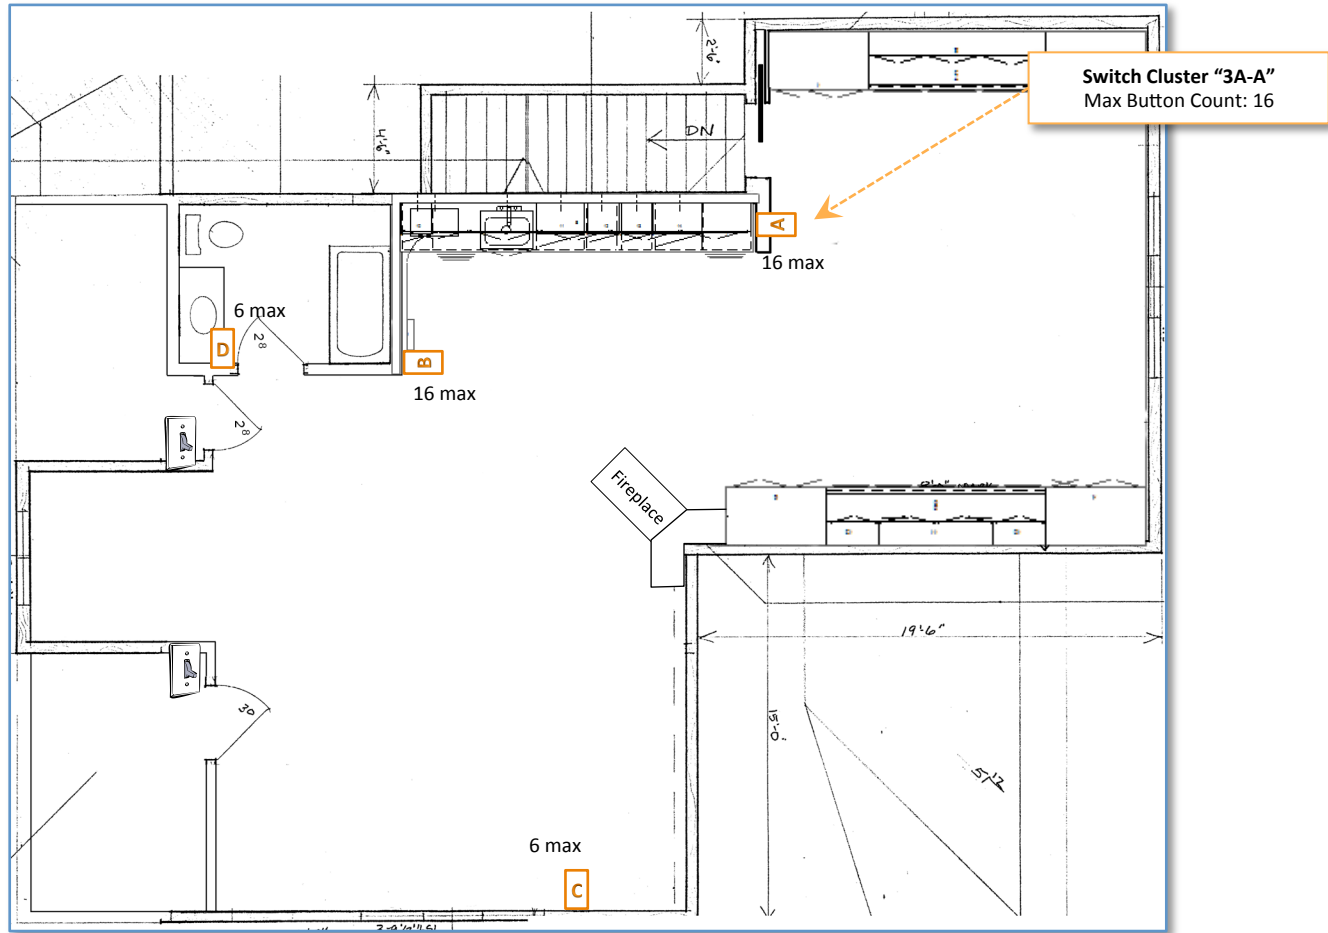 2'-6"
Switch Cluster “3A-A”
Max Button Count: 16
4'-6"
DN
A
16 max
6 max
D
2⁸
B
16 max
2⁸
Fireplace
19'-6"
30
15'-0"
6 max
C